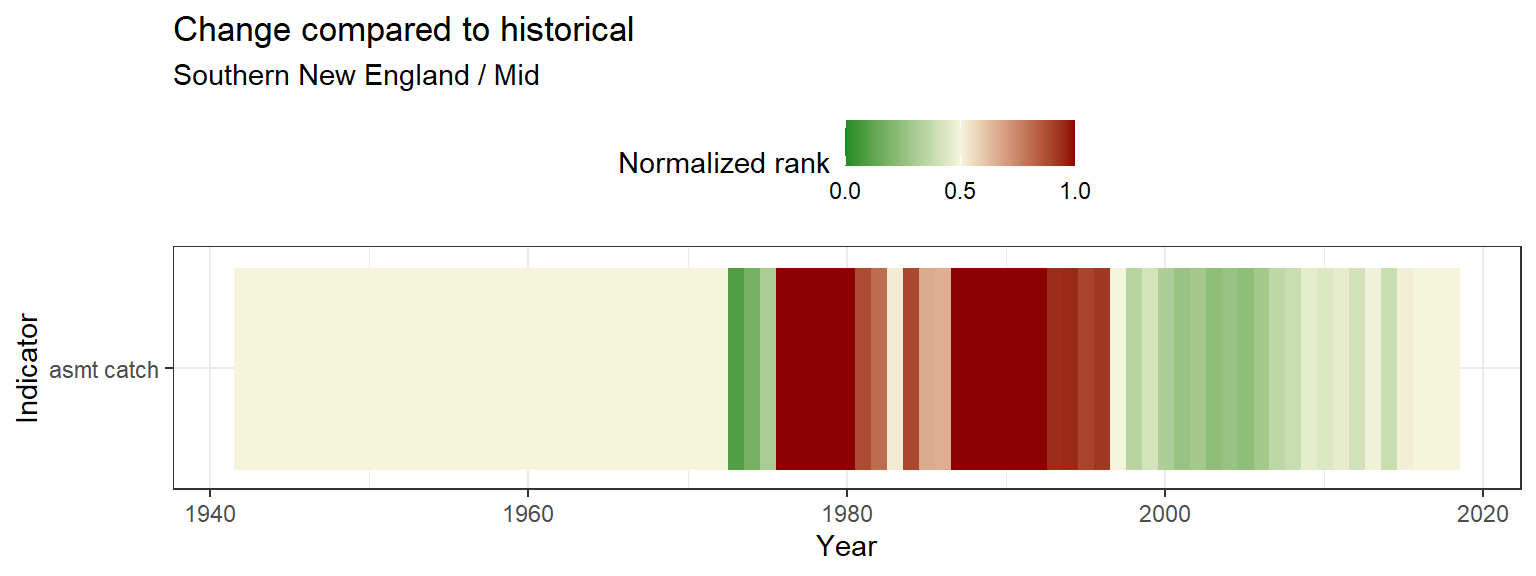 Change compared to historical
Southern New England / Mid
Normalized rank
0.0 0.5 1.0
Indicator
asmt catch
1940 1960 1980 2000 2020
Year